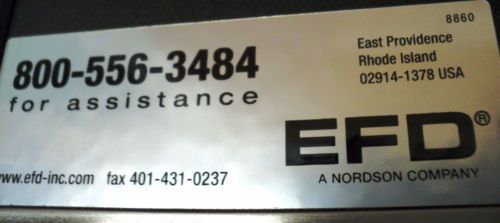 8860
800-556-3484
for assistance
East Providence
Rhode Island
02914-1378 USA
EFD®
A NORDSON COMPANY
www.efd-inc.com fax 401-431-0237